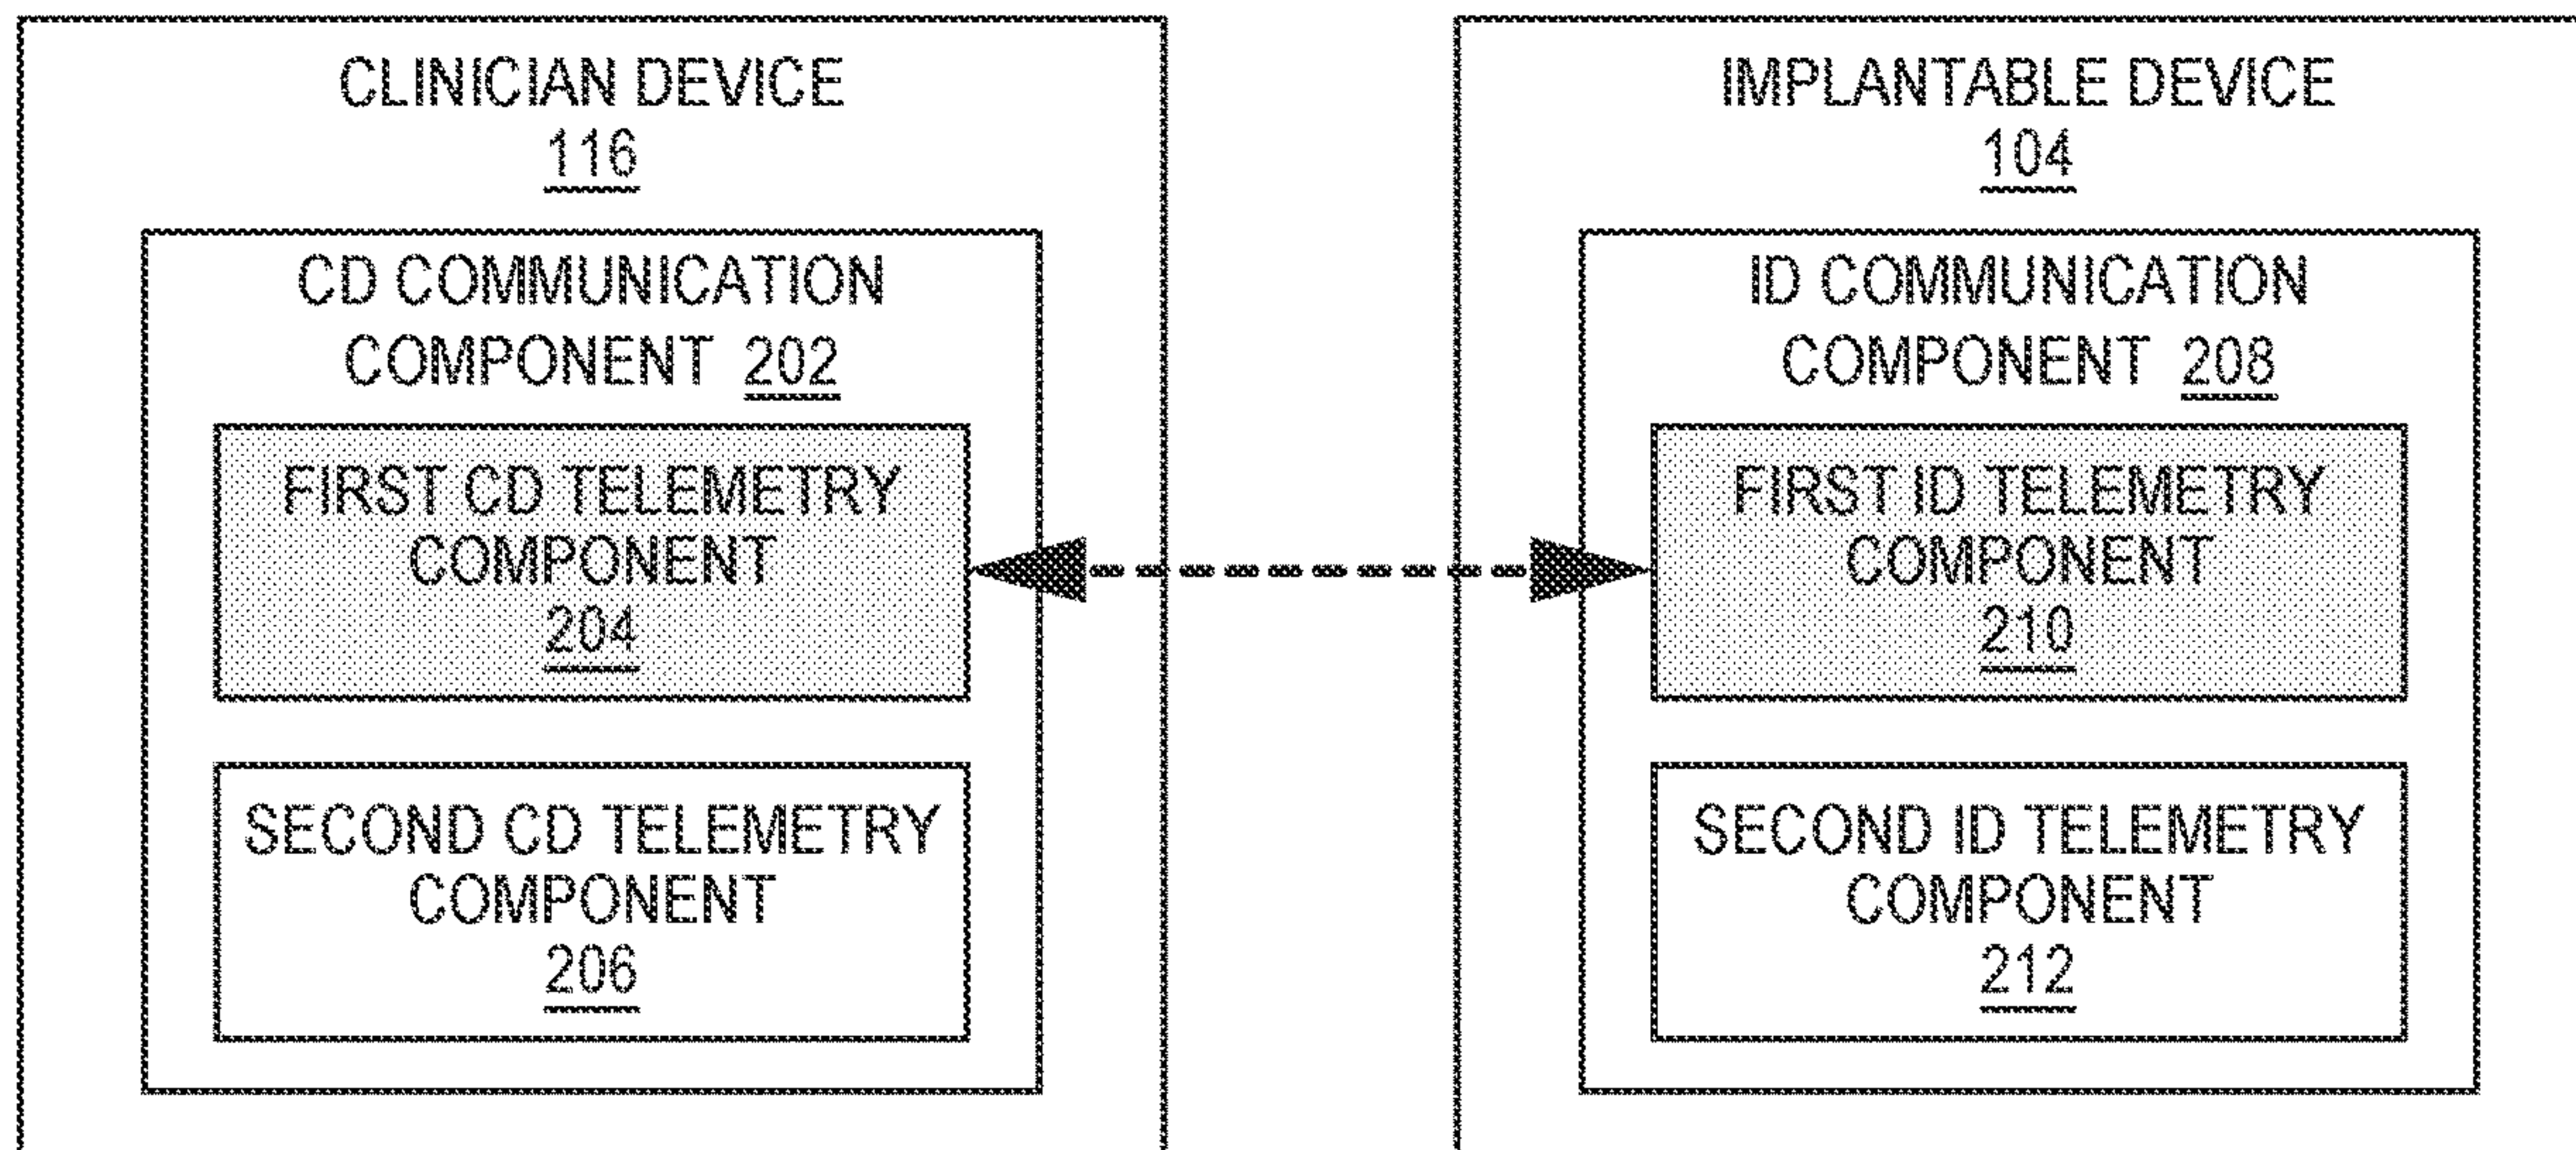 CLINICIAN DEVICE
116
CD COMMUNICATION
COMPONENT 202
FIRST CD TELEMETRY
COMPONENT
204
SECOND CD TELEMETRY
COMPONENT
206
IMPLANTABLE DEVICE
104
ID COMMUNICATION
COMPONENT 208
FIRST ID TELEMETRY
COMPONENT
210
SECOND ID TELEMETRY
COMPONENT
212